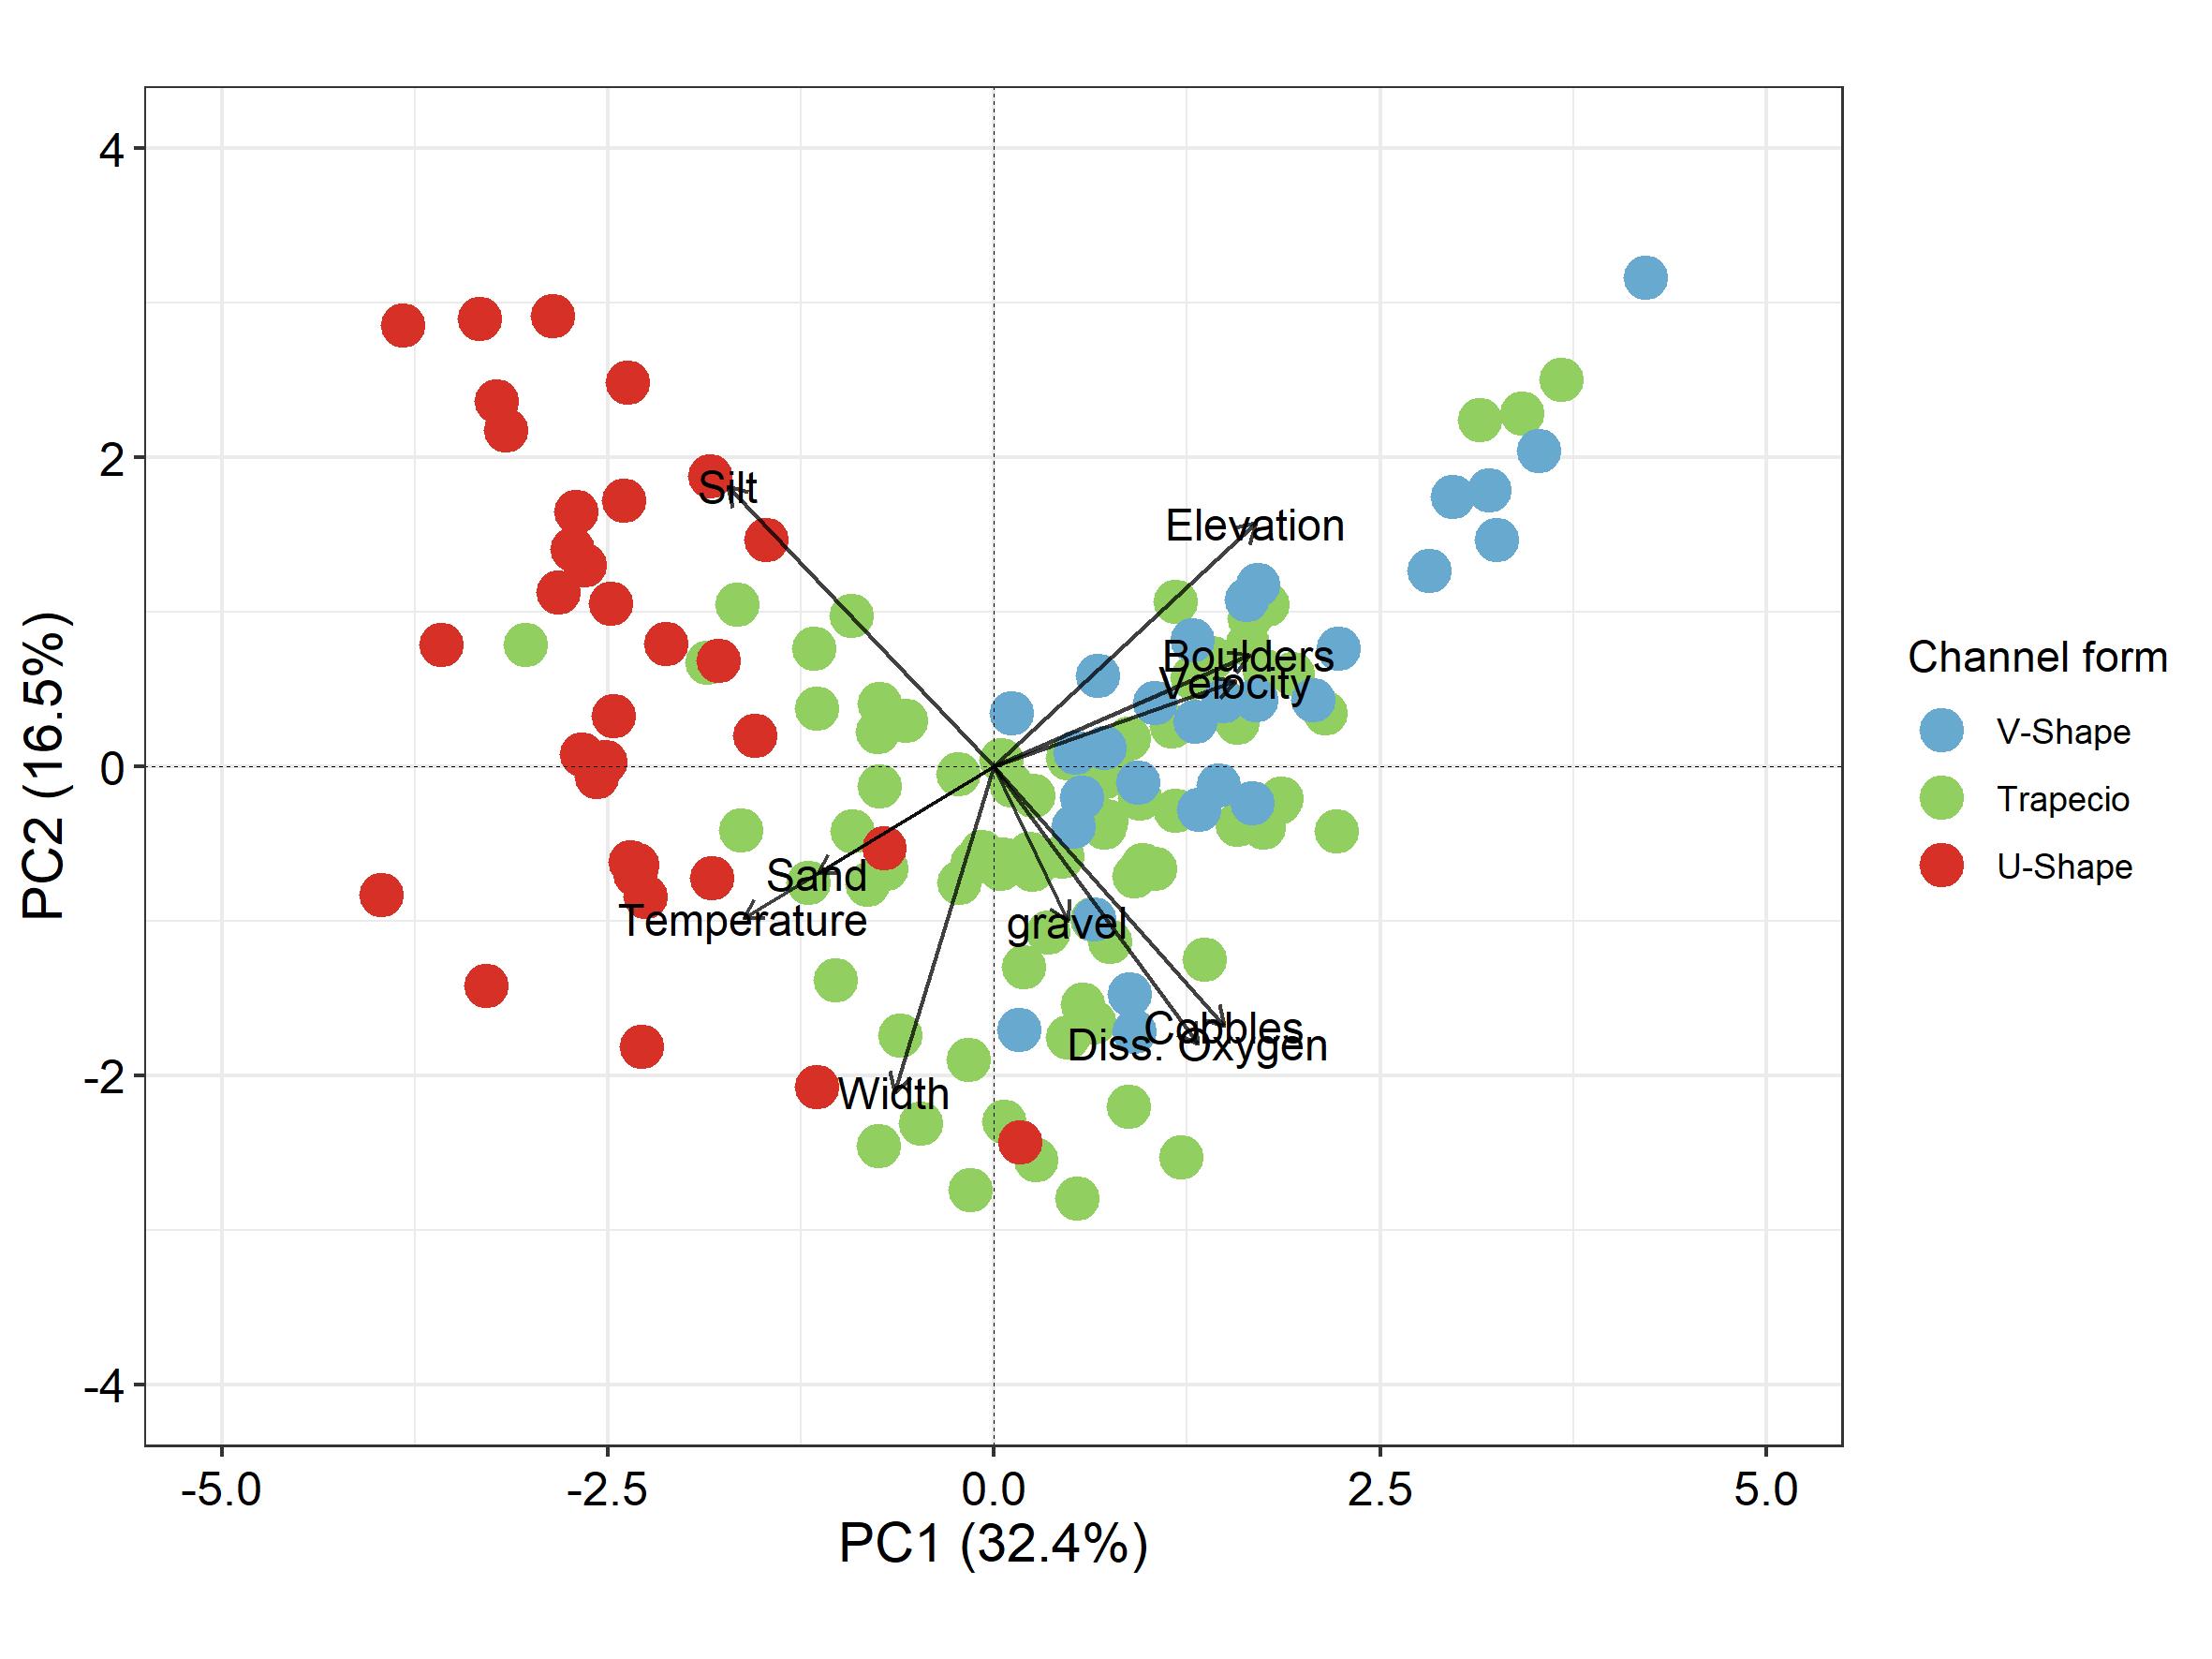 4
2
0
-2
-4
PC2 (16.5%)
Silt
Elevation
Boulders
Velocity
Sand
Temperature
gravel
Cobbles
Diss. Oxygen
Width
-5.0
-2.5
0.0
2.5
5.0
PC1 (32.4%)
Channel form
V-Shape
Trapecio
U-Shape